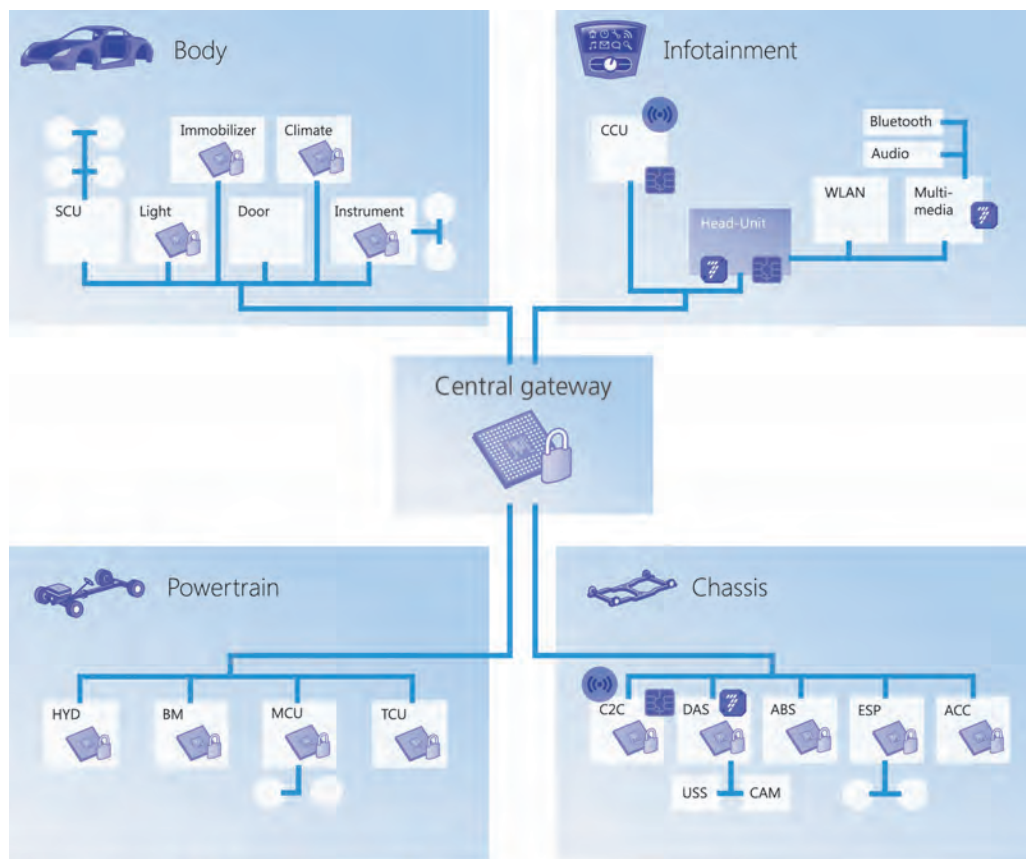 Body
Immobilizer
Climate
SCU
Light
Door
Instrument
Infotainment
CCU
Bluetooth
Audio
WLAN
Multi-
media
Head-Unit
Central gateway
Powertrain
HYD
BM
MCU
TCU
Chassis
C2C
DAS
ABS
ESP
ACC
USS
CAM